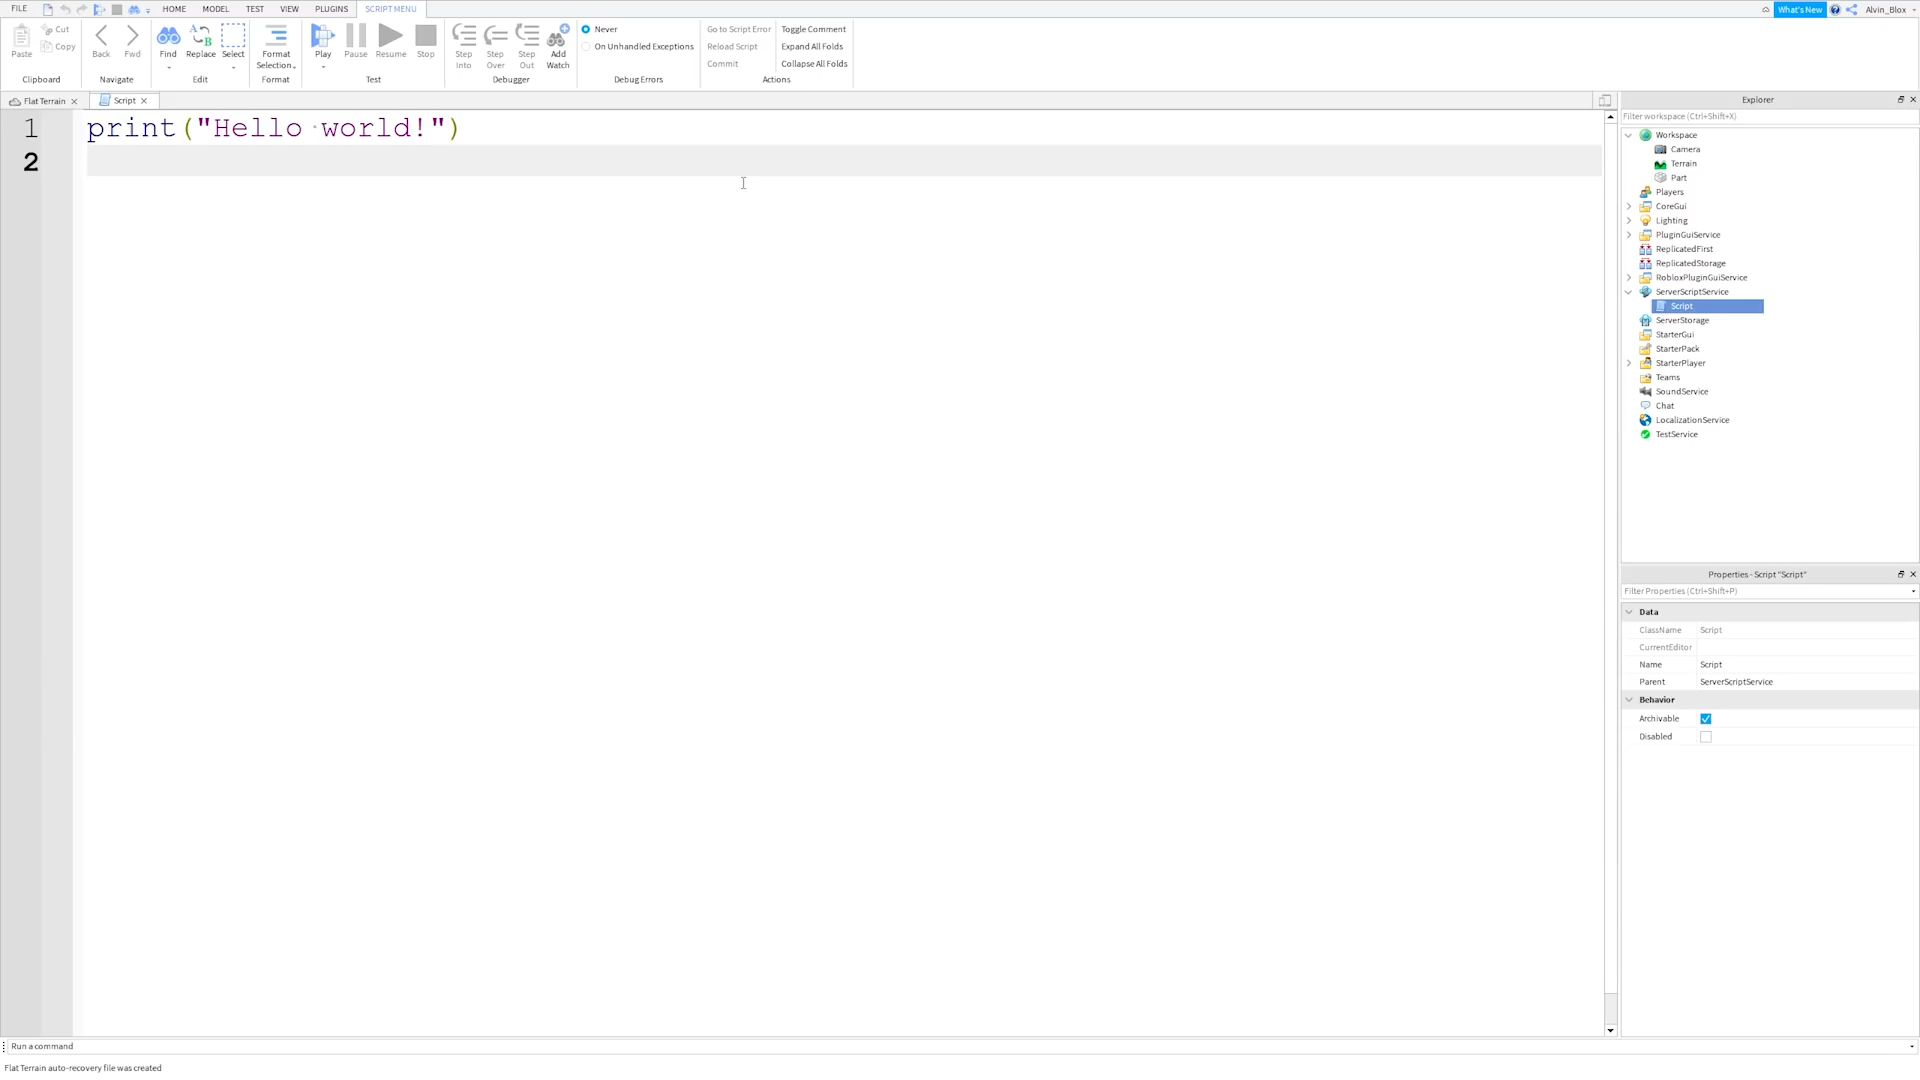 FILE HOME MODEL TEST VIEW PLUGINS SCRIPT MENU What's New Alvin_Blox
Paste Cut Copy
Clipboard
Back Fwd
Navigate
Find Replace Select
Edit
Format Selection
Format
Play Pause Resume Stop
Test
Step Into Step Over Step Out Add Watch
Debugger
Never
On Unhandled Exceptions
Debug Errors
Go to Script Error Toggle Comment
Reload Script Expand All Folds
Commit Collapse All Folds
Actions
Flat Terrain Script
1 print("Hello world!")
2
Explorer
Filter workspace (Ctrl+Shift+X)
Workspace
Camera
Terrain
Part
Players
CoreGui
Lighting
PluginGuiService
ReplicatedFirst
ReplicatedStorage
RobloxPluginGuiService
ServerScriptService
Script
ServerStorage
StarterGui
StarterPack
StarterPlayer
Teams
SoundService
Chat
LocalizationService
TestService
Properties - Script "Script"
Filter Properties (Ctrl+Shift+P)
Data
ClassName Script
CurrentEditor
Name Script
Parent ServerScriptService
Behavior
Archivable
Disabled
Run a command
Flat Terrain auto-recovery file was created